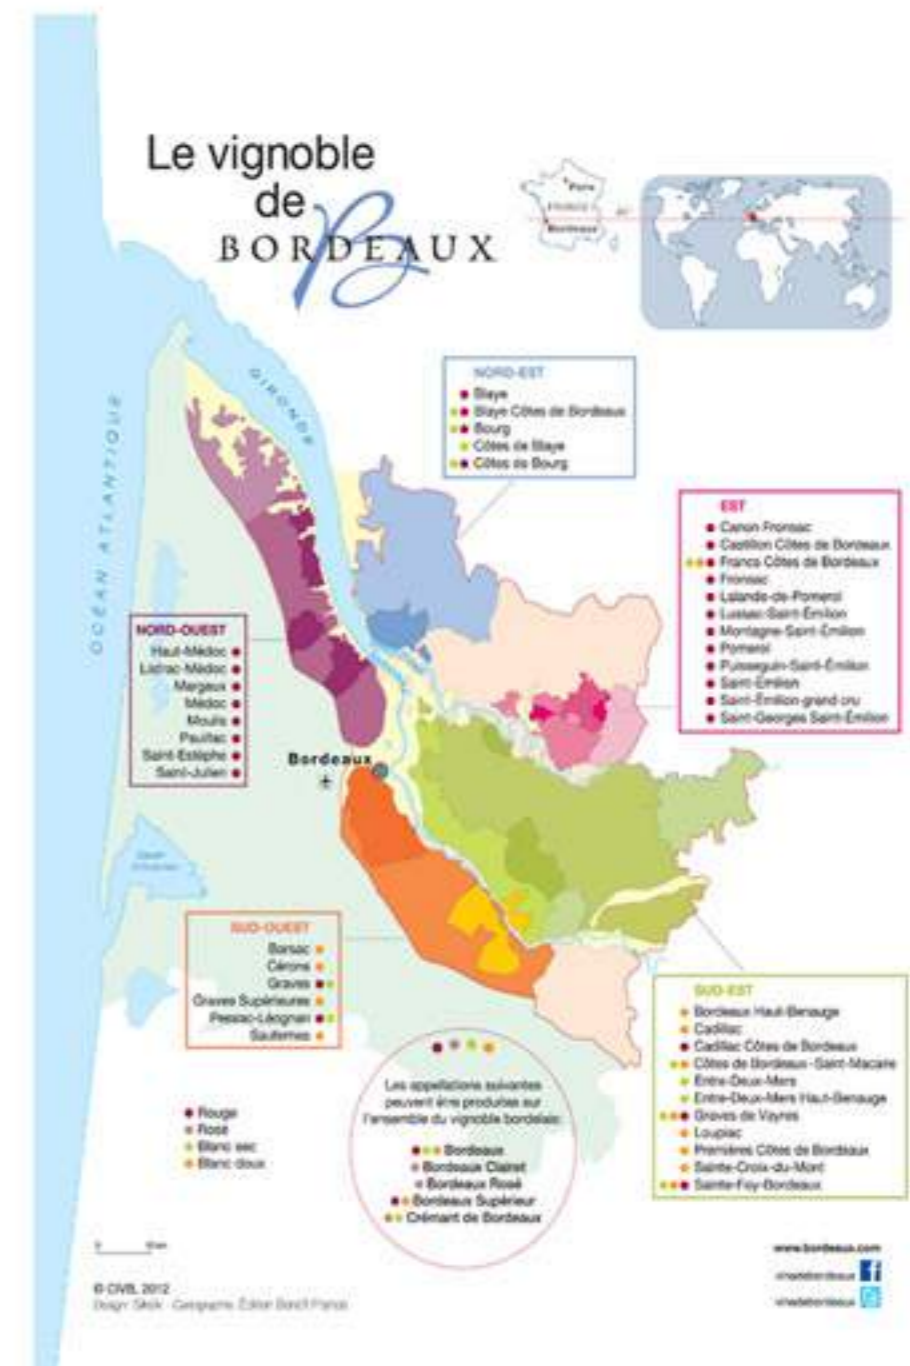 Le vignoble
de
BORDEAUX
Paris
FRANCE
Bordeaux
45°
OCÉAN ATLANTIQUE
GIRONDE
NORD-EST
Blaye
Blaye Côtes de Bordeaux
Bourg
Côtes de Blaye
Côtes de Bourg
EST
Canon Fronsac
Castillon Côtes de Bordeaux
Francs Côtes de Bordeaux
Fronsac
Lalande-de-Pomerol
Lussac-Saint-Émilion
Montagne-Saint-Émilion
Pomerol
Puisseguin-Saint-Émilion
Saint-Émilion
Saint-Émilion grand cru
Saint-Georges Saint-Émilion
NORD-OUEST
Haut-Médoc
Listrac-Médoc
Margaux
Médoc
Moulis
Pauillac
Saint-Estèphe
Saint-Julien
Bordeaux
SUD-OUEST
Barsac
Cérons
Graves
Graves Supérieures
Pessac-Léognan
Sauternes
SUD-EST
Bordeaux Haut-Benauge
Cadillac
Cadillac Côtes de Bordeaux
Côtes de Bordeaux -Saint-Macaire
Entre-Deux-Mers
Entre-Deux-Mers Haut-Benauge
Graves de Vayres
Loupiac
Premières Côtes de Bordeaux
Sainte-Croix-du-Mont
Sainte-Foy-Bordeaux
Les appellations suivantes
peuvent être produites sur
l'ensemble du vignoble bordelais:
Bordeaux
Bordeaux Clairet
Bordeaux Rosé
Bordeaux Supérieur
Crémant de Bordeaux
Rouge
Rosé
Blanc sec
Blanc doux
0
www.bordeaux.com
© CIVB, 2012